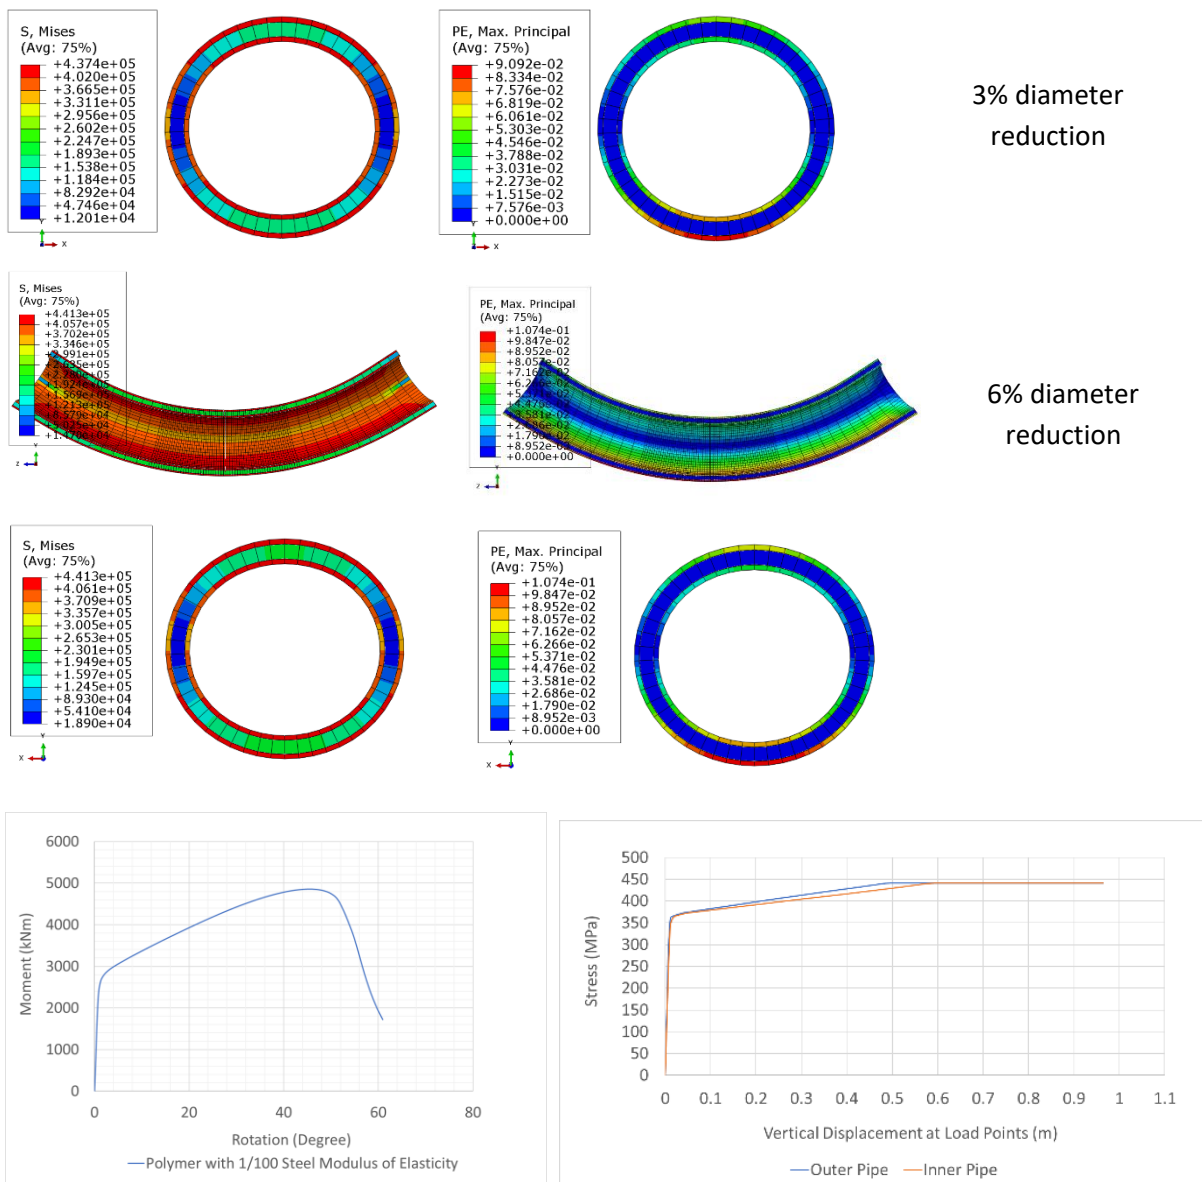 S, Mises
(Avg: 75%)
+4.374e+05
+4.020e+05
+3.665e+05
+3.311e+05
+2.956e+05
+2.602e+05
+2.247e+05
+1.893e+05
+1.538e+05
+1.184e+05
+8.292e+04
+4.746e+04
+1.201e+04
Y
X
PE, Max. Principal
(Avg: 75%)
+9.092e-02
+8.334e-02
+7.576e-02
+6.819e-02
+6.061e-02
+5.303e-02
+4.546e-02
+3.788e-02
+3.031e-02
+2.273e-02
+1.515e-02
+7.576e-03
+0.000e+00
Y
X
3% diameter
reduction
S, Mises
(Avg: 75%)
+4.413e+05
+4.057e+05
+3.702e+05
+3.346e+05
Y
Z
PE, Max. Principal
(Avg: 75%)
+1.074e-01
+9.847e-02
+8.952e-02
+0.000e+00
Y
Z
6% diameter
reduction
S, Mises
(Avg: 75%)
+4.413e+05
+4.061e+05
+3.709e+05
+3.357e+05
+3.005e+05
+2.653e+05
+2.301e+05
+1.949e+05
+1.597e+05
+1.245e+05
+8.930e+04
+5.410e+04
+1.890e+04
Y
X
PE, Max. Principal
(Avg: 75%)
+1.074e-01
+9.847e-02
+8.952e-02
+8.057e-02
+7.162e-02
+6.266e-02
+5.371e-02
+4.476e-02
+3.581e-02
+2.686e-02
+1.790e-02
+8.952e-03
+0.000e+00
Y
X
Moment (kNm)
6000
5000
4000
3000
2000
1000
0
0 20 40 60 80
Rotation (Degree)
Polymer with 1/100 Steel Modulus of Elasticity
Stress (MPa)
500
450
400
350
300
250
200
150
100
50
0
0 0.1 0.2 0.3 0.4 0.5 0.6 0.7 0.8 0.9 1 1.1
Vertical Displacement at Load Points (m)
Outer Pipe Inner Pipe